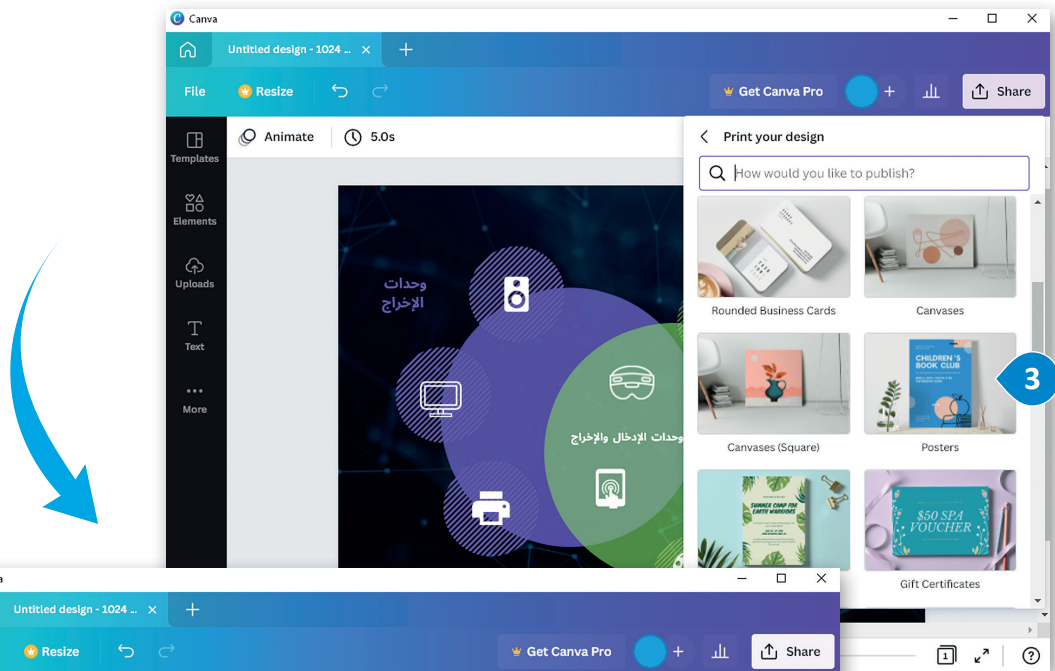 Canva
Untitled design - 1024 ...
File
Resize
Get Canva Pro
Share
Templates
Elements
Uploads
Text
More
Animate
5.0s
Print your design
How would you like to publish?
Rounded Business Cards
Canvases
CHILDREN'S
BOOK CLUB
3
Canvases (Square)
Posters
SUMMER CAMP FOR
EARTH WARRIORS
$50 SPA
VOUCHER
Gift Certificates
وحدات
الإخراج
وحدات الإدخال والإخراج
a
Untitled design - 1024 ...
Resize
Get Canva Pro
Share
1